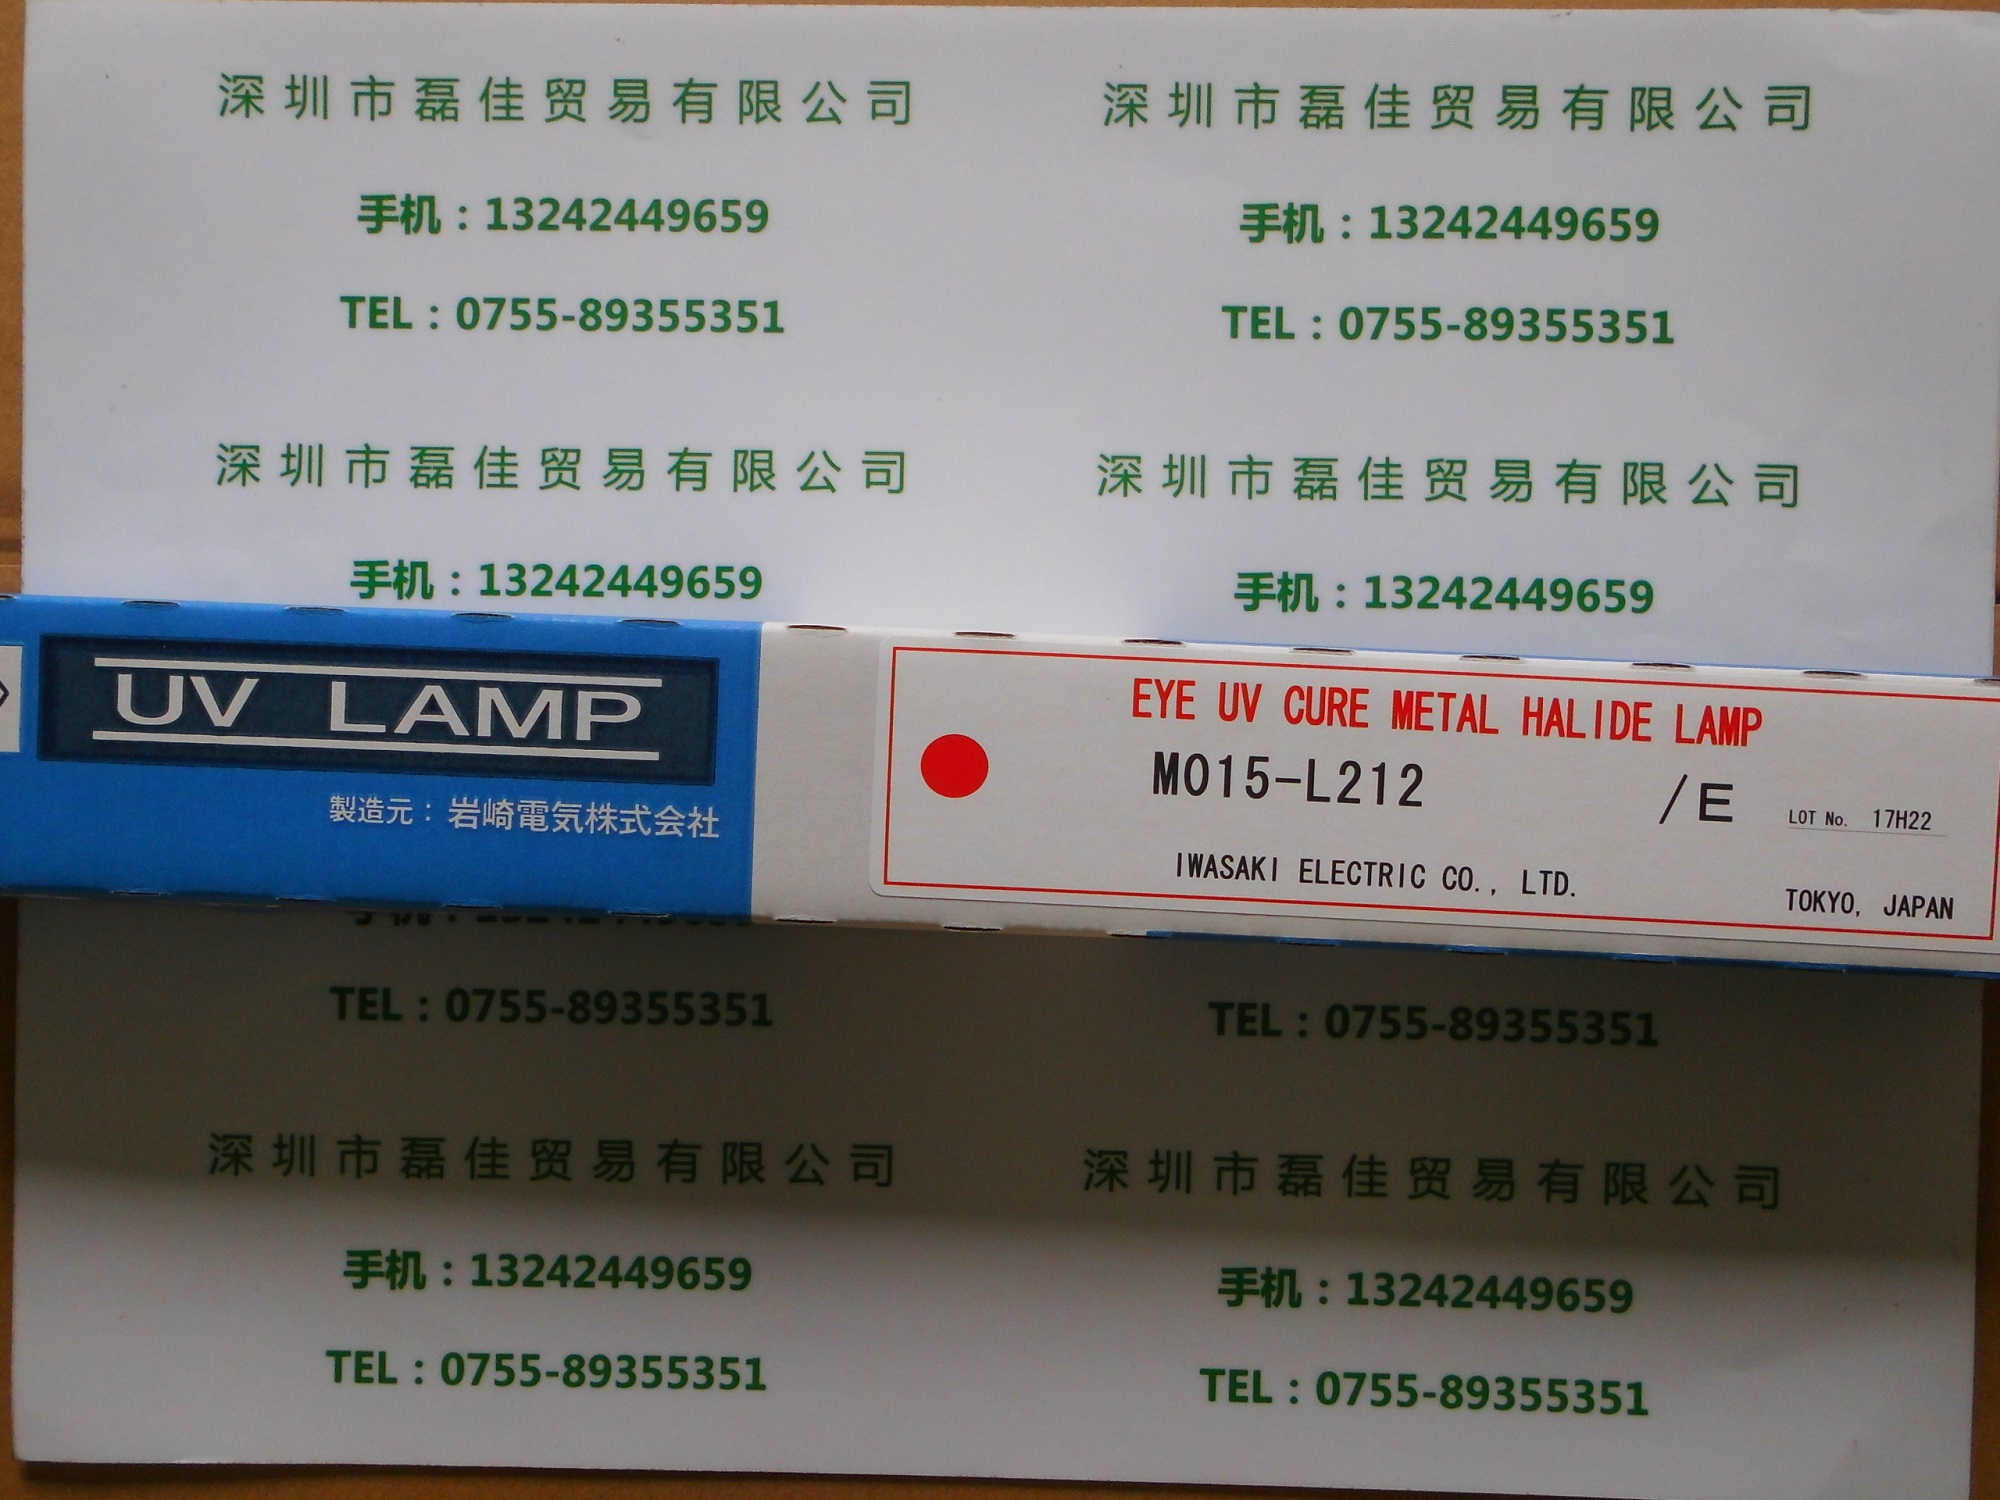 深圳市磊佳贸易有限公司 深圳市磊佳贸易有限公司
手机：13242449659 手机：13242449659
TEL：0755-89355351 TEL：0755-89355351
深圳市磊佳贸易有限公司 深圳市磊佳贸易有限公司
手机：13242449659 手机：13242449659
UV LAMP
製造元：岩崎電気株式会社
EYE UV CURE METAL HALIDE LAMP
M015-L212 /E LOT No. 17H22
IWASAKI ELECTRIC CO., LTD. TOKYO, JAPAN
TEL：0755-89355351 TEL：0755-89355351
深圳市磊佳贸易有限公司 深圳市磊佳贸易有限公司
手机：13242449659 手机：13242449659
TEL：0755-89355351 TEL：0755-89355351